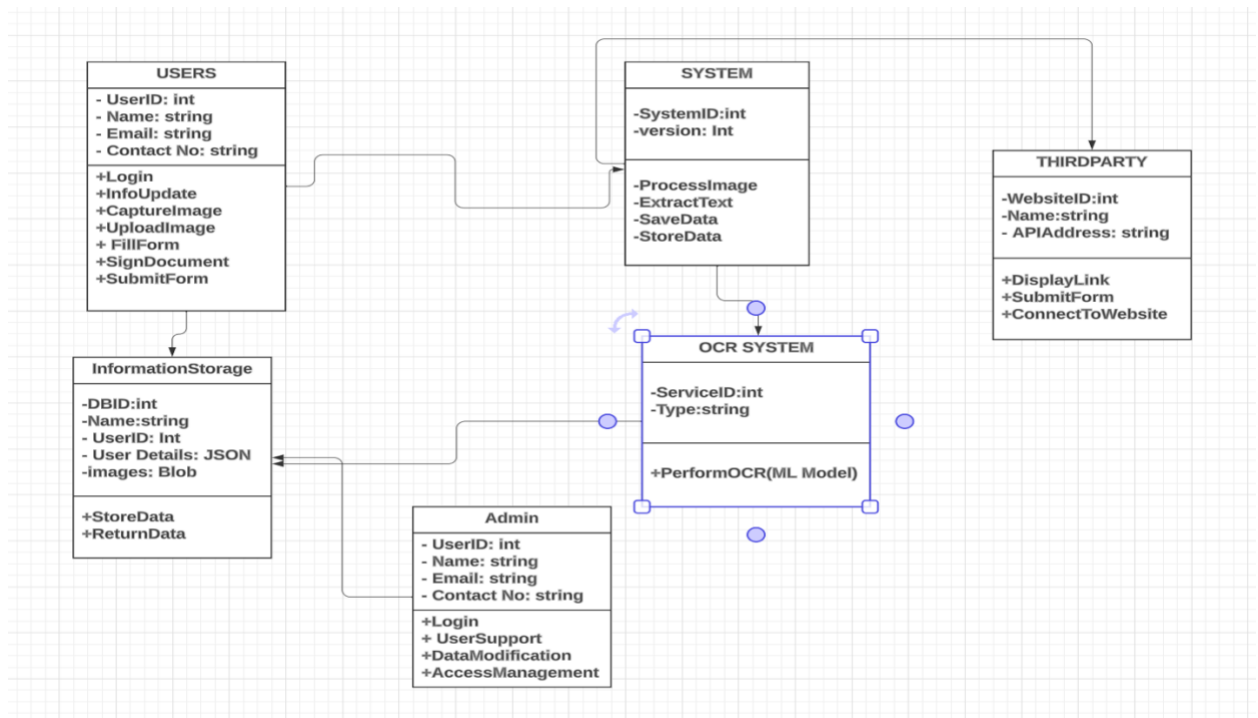 USERS
- UserID: int
- Name: string
- Email: string
- Contact No: string
+Login
+InfoUpdate
+CaptureImage
+UploadImage
+ FillForm
+SignDocument
+SubmitForm
SYSTEM
-SystemID:int
-version: Int
-ProcessImage
-ExtractText
-SaveData
-StoreData
THIRDPARTY
-WebsiteID:int
-Name:string
- APIAddress: string
+DisplayLink
+SubmitForm
+ConnectToWebsite
InformationStorage
-DBID:int
-Name:string
- UserID: Int
- User Details: JSON
-images: Blob
+StoreData
+ReturnData
OCR SYSTEM
-ServiceID:int
-Type:string
+PerformOCR(ML Model)
Admin
- UserID: int
- Name: string
- Email: string
- Contact No: string
+Login
+ UserSupport
+DataModification
+AccessManagement